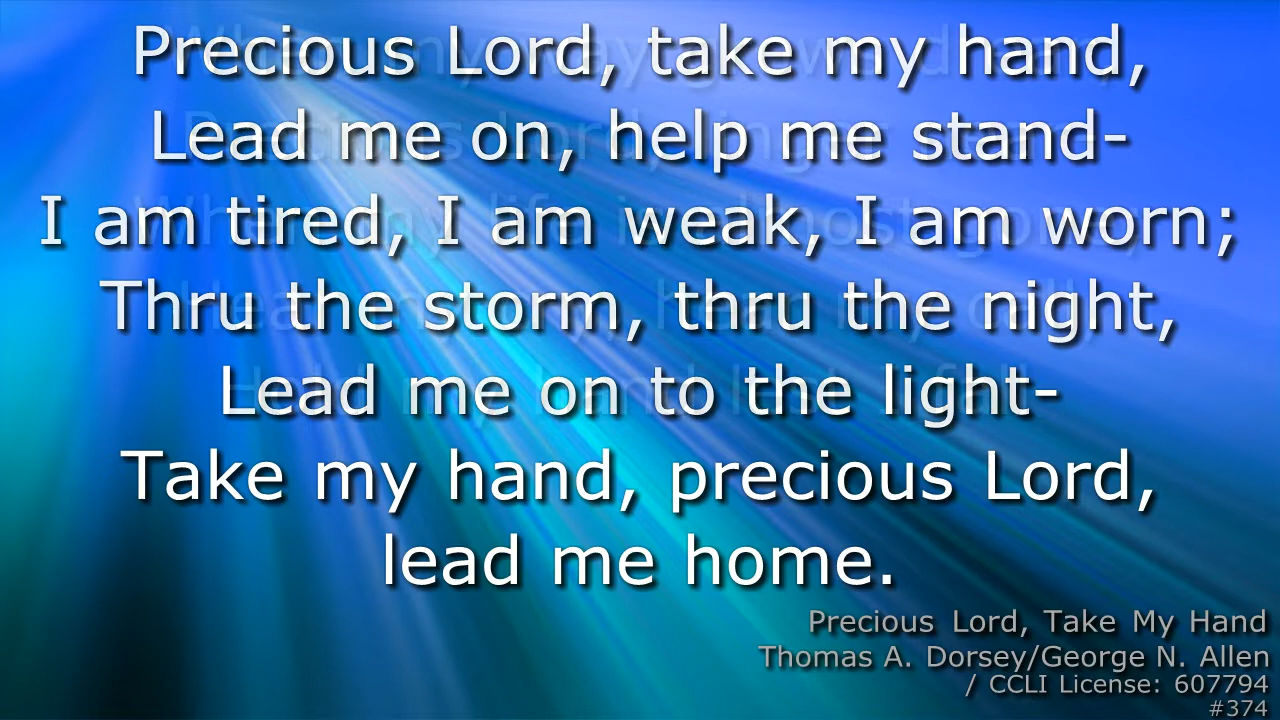 Precious Lord, take my hand,
Lead me on, help me stand-
I am tired, I am weak, I am worn;
Thru the storm, thru the night,
Lead me on to the light-
Take my hand, precious Lord,
lead me home.
Precious Lord, Take My Hand
Thomas A. Dorsey/George N. Allen
/ CCLI License: 607794
#374